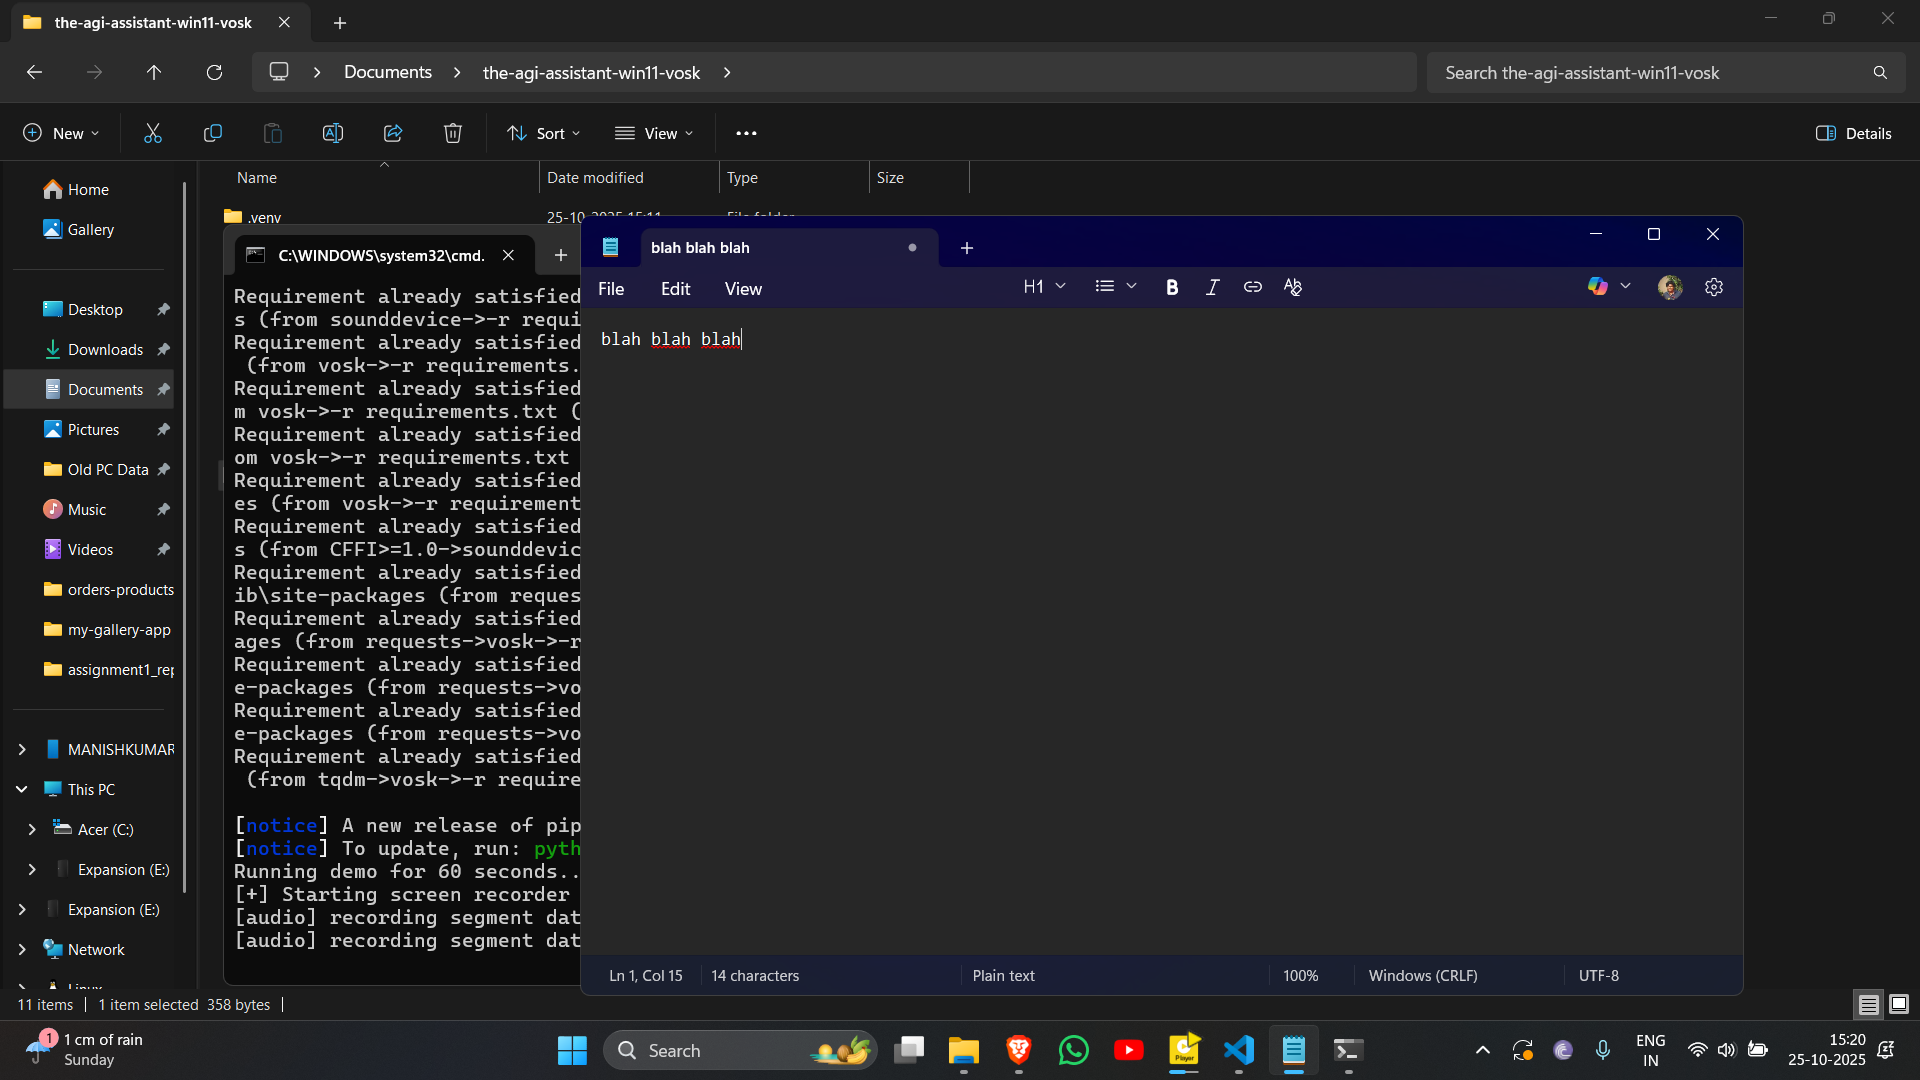 the-agi-assistant-win11-vosk
Documents
the-agi-assistant-win11-vosk
Search the-agi-assistant-win11-vosk
New
Sort
View
Details
Name
Date modified
Type
Size
.venv
25-10-2025 15:11
File folder
Home
Gallery
Desktop
Downloads
Documents
Pictures
Old PC Data
Music
Videos
orders-products
my-gallery-app
assignment1_rep
MANISHKUMAR
This PC
Acer (C:)
Expansion (E:)
Expansion (E:)
Network
Linux
C:\WINDOWS\system32\cmd.
Requirement already satisfied
s (from sounddevice->-r requi
Requirement already satisfied
(from vosk->-r requirements.
Requirement already satisfied
m vosk->-r requirements.txt (
Requirement already satisfied
om vosk->-r requirements.txt
Requirement already satisfied
es (from vosk->-r requirement
Requirement already satisfied
s (from CFFI>=1.0->sounddevic
Requirement already satisfied
ib\site-packages (from reques
Requirement already satisfied
ages (from requests->vosk->-r
Requirement already satisfied
e-packages (from requests->vo
Requirement already satisfied
e-packages (from requests->vo
Requirement already satisfied
(from tqdm->vosk->-r require
[notice] A new release of pip
[notice] To update, run: pyth
Running demo for 60 seconds..
[+] Starting screen recorder
[audio] recording segment dat
[audio] recording segment dat
blah blah blah
File
Edit
View
H1
B
I
blah blah blah
Ln 1, Col 15
14 characters
Plain text
100%
Windows (CRLF)
UTF-8
11 items
1 item selected 358 bytes
1
1 cm of rain
Sunday
Search
Player
ENG
IN
15:20
25-10-2025